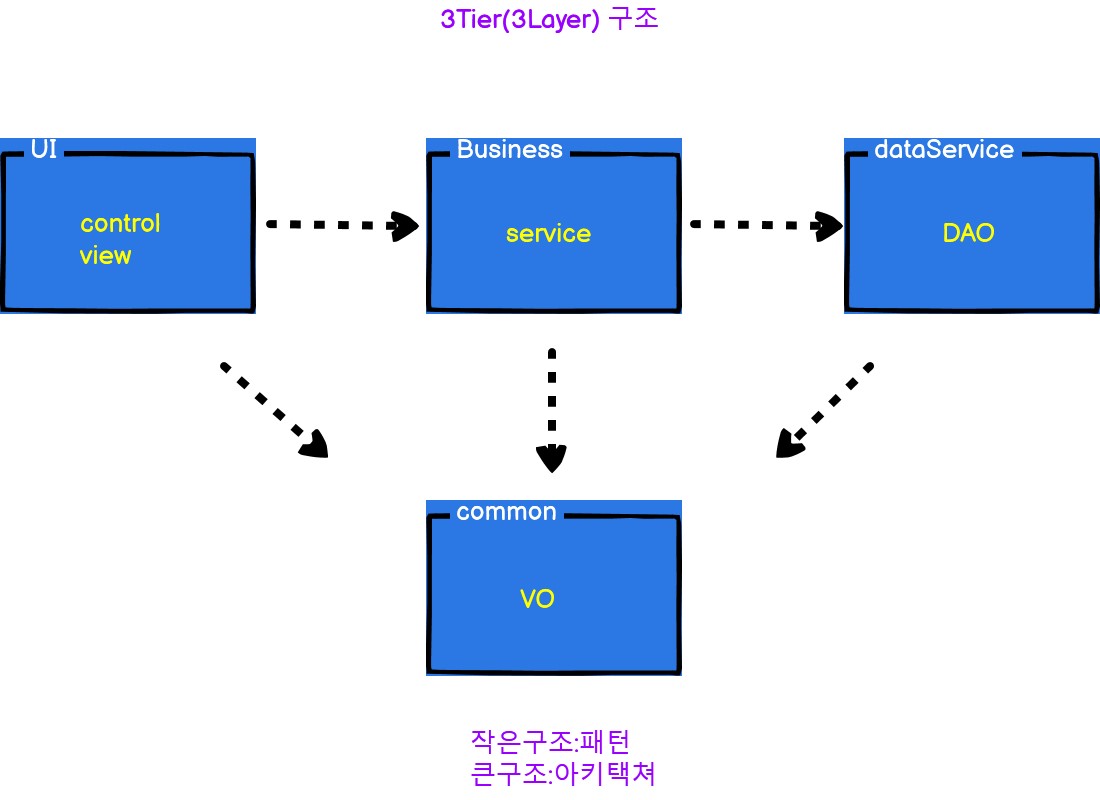 3Tier(3Layer) 구조
UI
control
view
Business
service
dataService
DAO
common
VO
작은구조:패턴
큰구조:아키택쳐